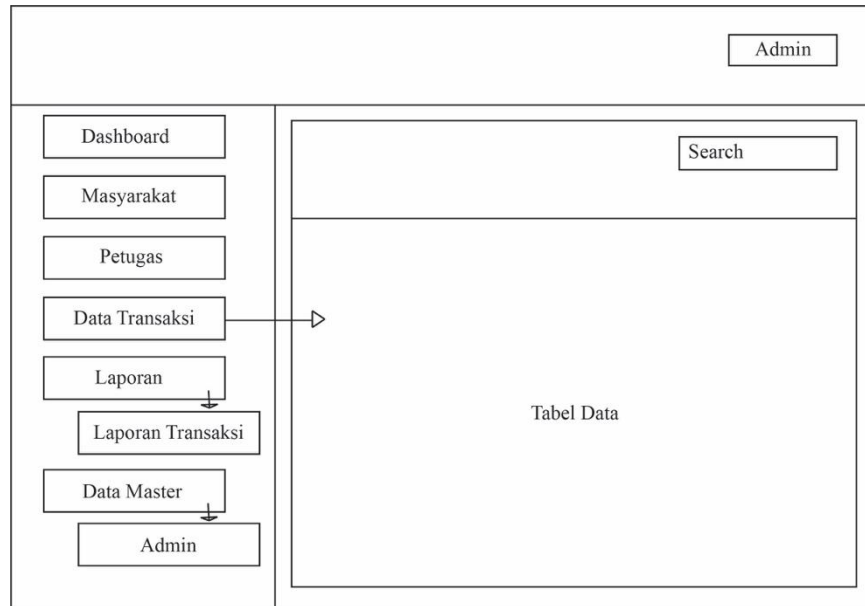 Admin
Dashboard
Masyarakat
Petugas
Data Transaksi
Laporan
Laporan Transaksi
Data Master
Admin
Search
Tabel Data